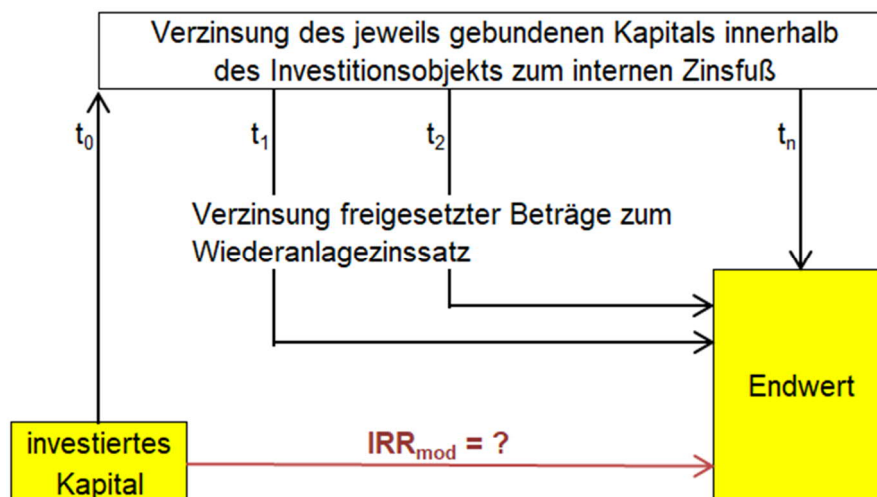 Verzinsung des jeweils gebundenen Kapitals innerhalb
des Investitionsobjekts zum internen Zinsfuß
t₀
t₁
t₂
tₙ
Verzinsung freigesetzter Beträge zum
Wiederanlagezinssatz
Endwert
investiertes
Kapital
IRRmod = ?